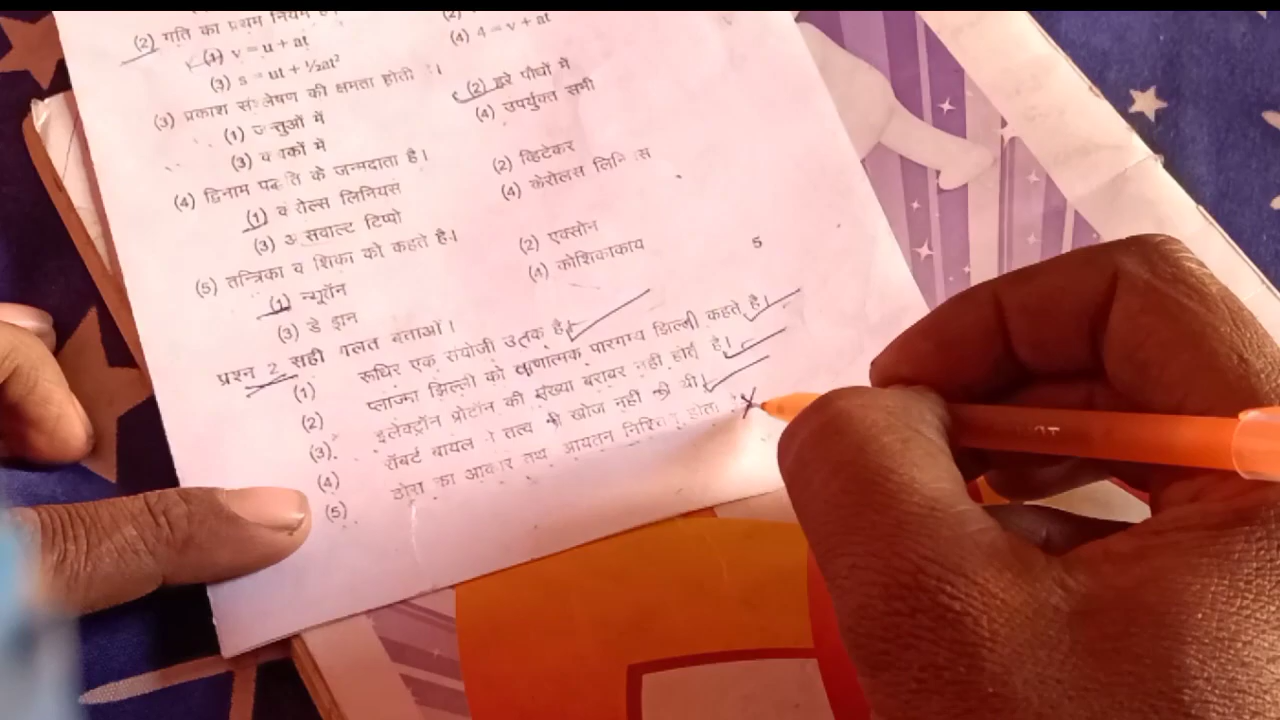 (2) गति का प्रथम नियम है
(1) v = u + at
(3) s = ut + ½at²
(2)
(4) 4 = v + at
(3) प्रकाश संश्लेषण की क्षमता होती है।
(1) जन्तुओं में
(2) हरे पौधों में
(3) कवकों में
(4) उपर्युक्त सभी
(4) द्विनाम पद्धति के जन्मदाता है।
(1) केरोल्स लिनियस
(2) व्हिटेकर
(3) ओसवाल्ट टिप्पो
(4) केरोलस लिनियस
(5) तन्त्रिका कोशिका को कहते है।
(1) न्यूरॉन
(2) एक्सोन
(3) डेन्ड्रान
(4) कोशिकाकाय
5
प्रश्न 2 सही गलत बताओं।
(1) रूधिर एक संयोजी उतक है।
(2) प्लाज्मा झिल्ली को वर्णात्मक पारगम्य झिल्ली कहते है।
(3) इलेक्ट्रॉन प्रोटॉन की संख्या बराबर नही होती है।
(4) रॉबर्ट बायल ने तत्व की खोज नहीं की थी।
(5) ठोस का आकार तथा आयतन निश्चित होता